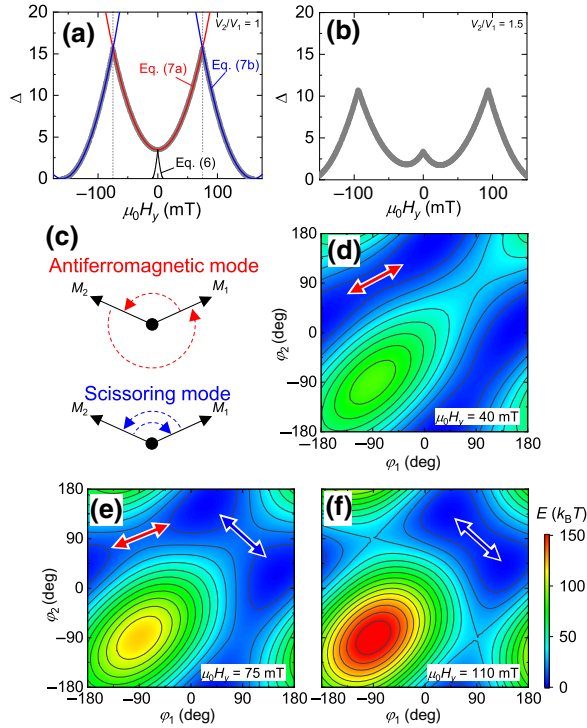 (a)
V2/V1 = 1
Eq. (7a)
Eq. (7b)
Eq. (6)
Δ
20
15
10
5
0
−100 0 100
μ0Hy (mT)
(b)
V2/V1 = 1.5
Δ
20
15
10
5
0
−100 0 100
μ0Hy (mT)
(c)
Antiferromagnetic mode
M2 M1
Scissoring mode
M2 M1
(d)
φ2 (deg)
180
90
0
−90
−180
μ0Hy = 40 mT
−180 −90 0 90 180
φ1 (deg)
(e)
φ2 (deg)
180
90
0
−90
−180
μ0Hy = 75 mT
−180 −90 0 90 180
φ1 (deg)
(f)
μ0Hy = 110 mT
−180 −90 0 90 180
φ1 (deg)
E (kBT)
150
100
50
0